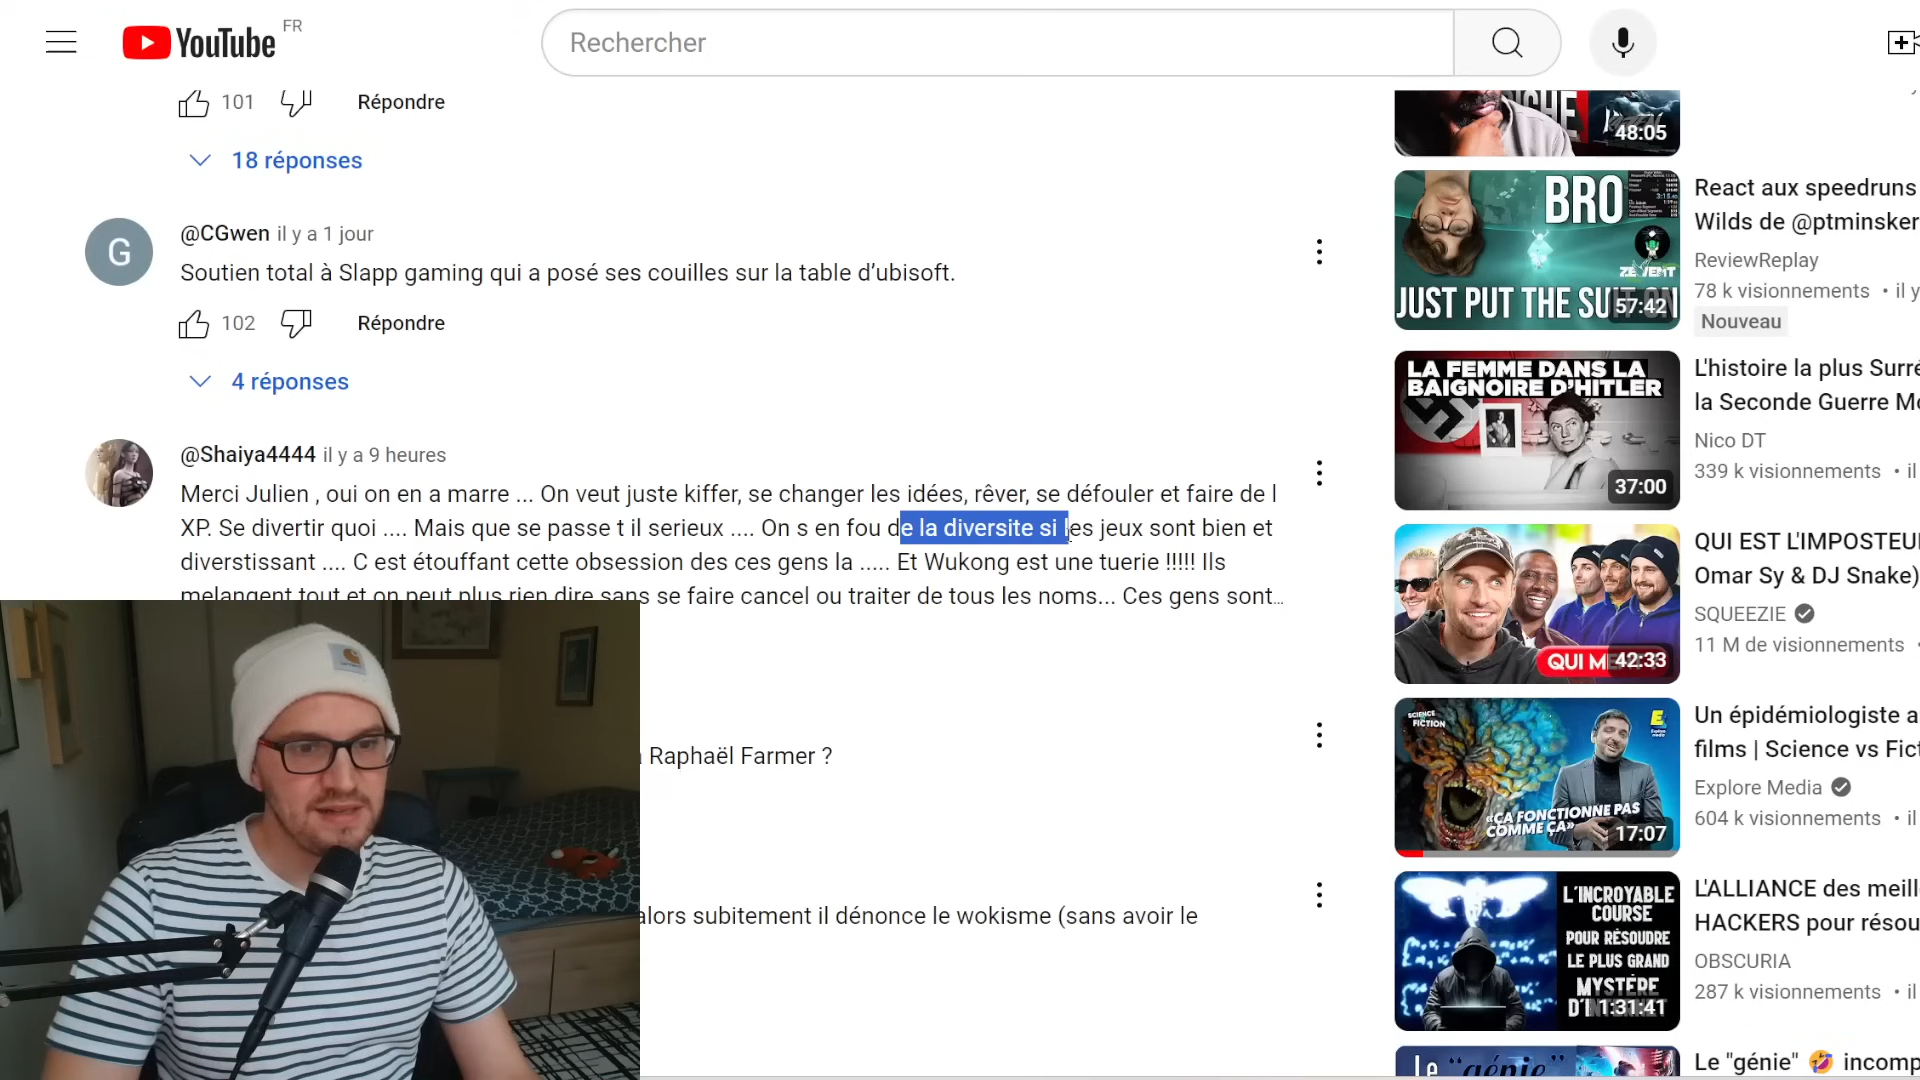 YouTube FR
Rechercher
101
Répondre
18 réponses
G
@CGwen il y a 1 jour
Soutien total à Slapp gaming qui a posé ses couilles sur la table d’ubisoft.
102
Répondre
4 réponses
@Shaiya4444 il y a 9 heures
Merci Julien , oui on en a marre ... On veut juste kiffer, se changer les idées, rêver, se défouler et faire de l
XP. Se divertir quoi .... Mais que se passe t il serieux .... On s en fou de la diversite si les jeux sont bien et
diverstissant .... C est étouffant cette obsession des ces gens la ..... Et Wukong est une tuerie !!!!! Ils
melangent tout et on peut plus rien dire sans se faire cancel ou traiter de tous les noms... Ces gens sont...
Raphaël Farmer ?
alors subitement il dénonce le wokisme (sans avoir le
48:05
BRO
JUST PUT THE SUIT ON
57:42
React aux speedruns
Wilds de @ptminsker
ReviewReplay
78 k visionnements • il y
Nouveau
LA FEMME DANS LA
BAIGNOIRE D'HITLER
37:00
L'histoire la plus Surré
la Seconde Guerre Mo
Nico DT
339 k visionnements • il
QUI M
42:33
QUI EST L'IMPOSTEU
Omar Sy & DJ Snake)
SQUEEZIE
11 M de visionnements
SCIENCE
FICTION
E
«ÇA FONCTIONNE PAS
COMME ÇA»
17:07
Un épidémiologiste a
films | Science vs Fict
Explore Media
604 k visionnements • il
L'INCROYABLE
COURSE
POUR RÉSOUDRE
LE PLUS GRAND
MYSTÈRE
1:31:41
L'ALLIANCE des meill
HACKERS pour résou
OBSCURIA
287 k visionnements • il
Le "génie"
Le "génie" 🤣 incomp